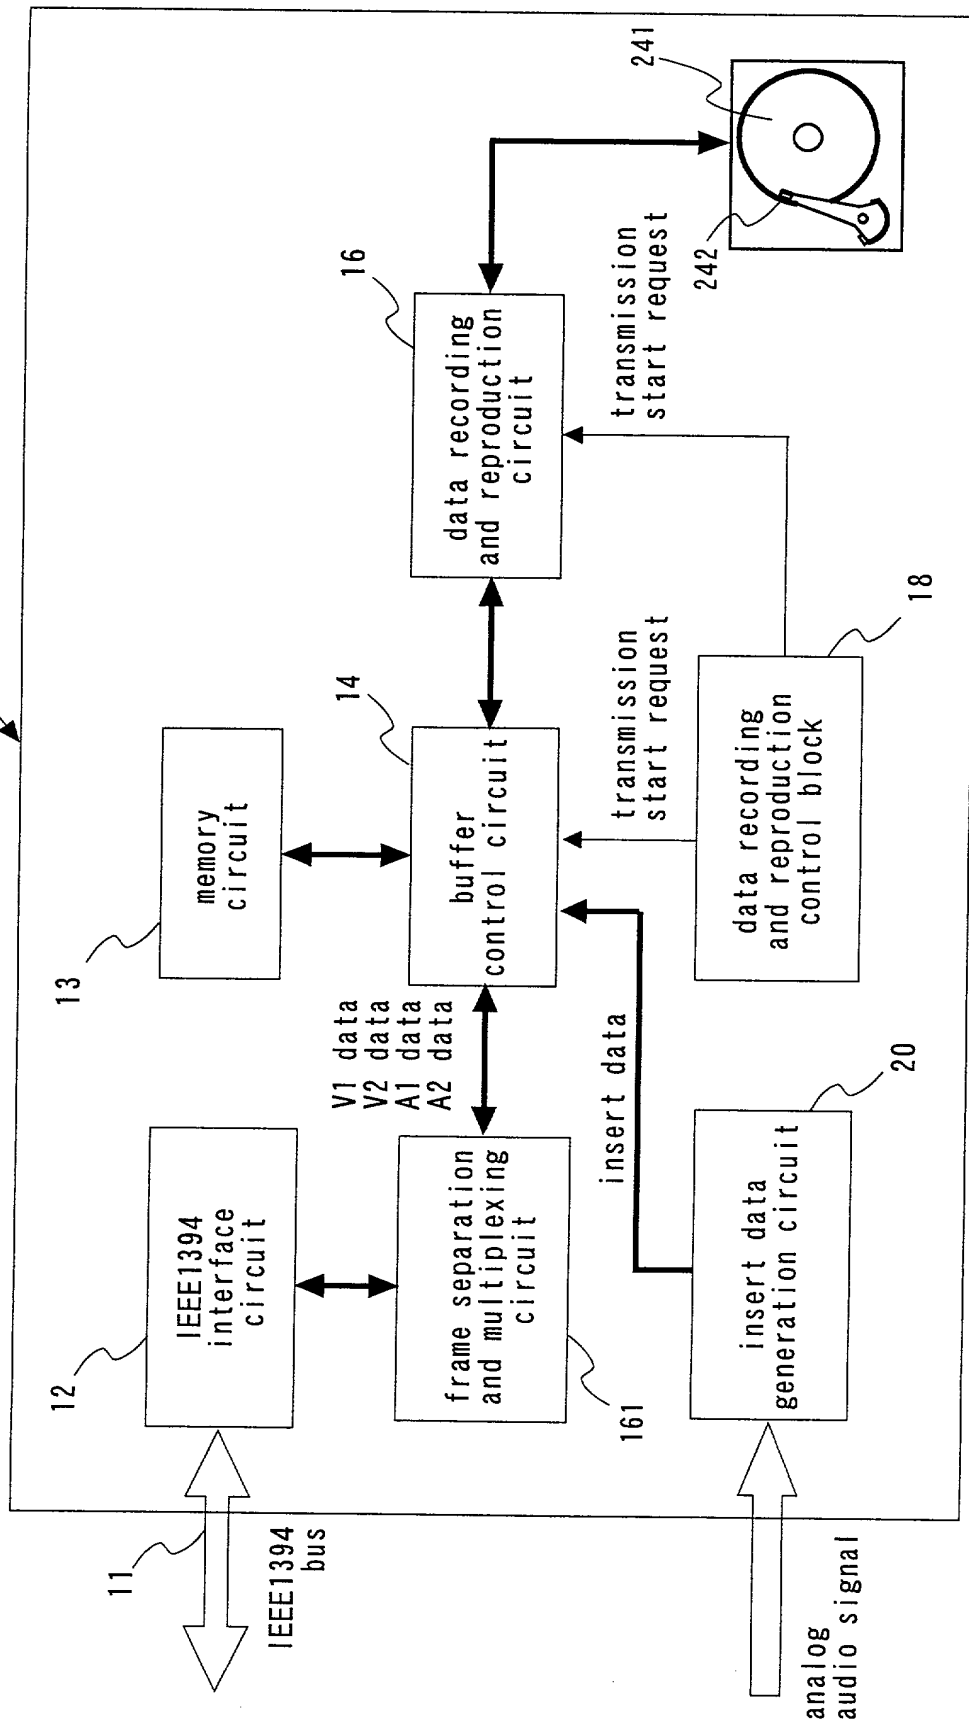 11
IEEE1394
bus
12
IEEE1394
interface
circuit
13
memory
circuit
frame separation
and multiplexing
circuit
161
V1 data
V2 data
A1 data
A2 data
14
buffer
control circuit
16
data recording
and reproduction
circuit
241
242
insert data
transmission
start request
transmission
start request
analog
audio signal
insert data
generation circuit
20
data recording
and reproduction
control block
18